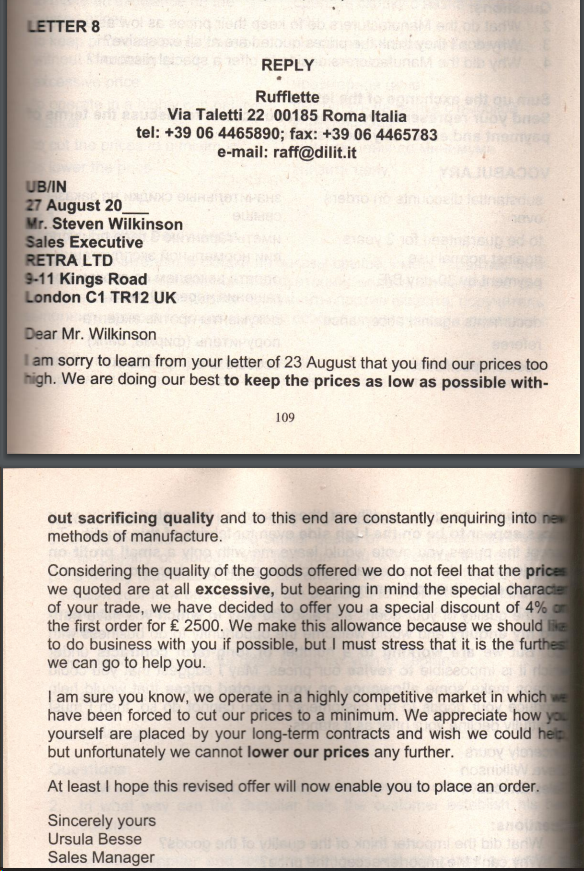 LETTER 8
REPLY
Rufflette
Via Taletti 22 00185 Roma Italia
tel: +39 06 4465890; fax: +39 06 4465783
e-mail: raff@dilit.it
UB/IN
27 August 20___
Mr. Steven Wilkinson
Sales Executive
RETRA LTD
9-11 Kings Road
London C1 TR12 UK
Dear Mr. Wilkinson
I am sorry to learn from your letter of 23 August that you find our prices too
high. We are doing our best to keep the prices as low as possible with-
109
out sacrificing quality and to this end are constantly enquiring into new
methods of manufacture.
Considering the quality of the goods offered we do not feel that the prices
we quoted are at all excessive, but bearing in mind the special character
of your trade, we have decided to offer you a special discount of 4% on
the first order for £ 2500. We make this allowance because we should like
to do business with you if possible, but I must stress that it is the furthest
we can go to help you.
I am sure you know, we operate in a highly competitive market in which we
have been forced to cut our prices to a minimum. We appreciate how you
yourself are placed by your long-term contracts and wish we could help,
but unfortunately we cannot lower our prices any further.
At least I hope this revised offer will now enable you to place an order.
Sincerely yours
Ursula Besse
Sales Manager